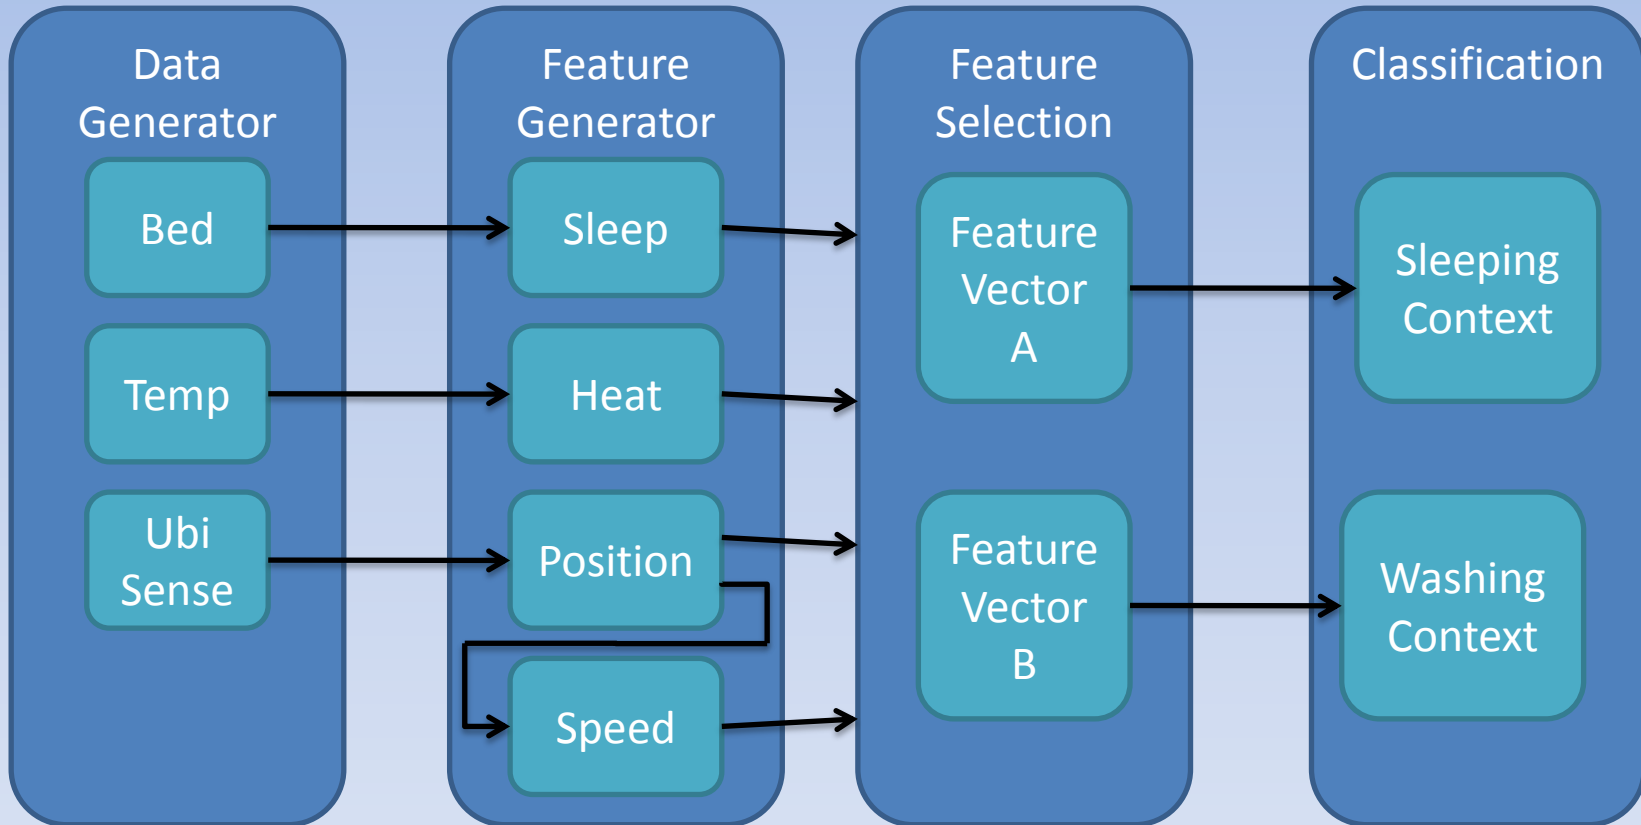 Data
Generator
Bed
Temp
Ubi
Sense
Feature
Generator
Sleep
Heat
Position
Speed
Feature
Selection
Feature
Vector
A
Feature
Vector
B
Classification
Sleeping
Context
Washing
Context